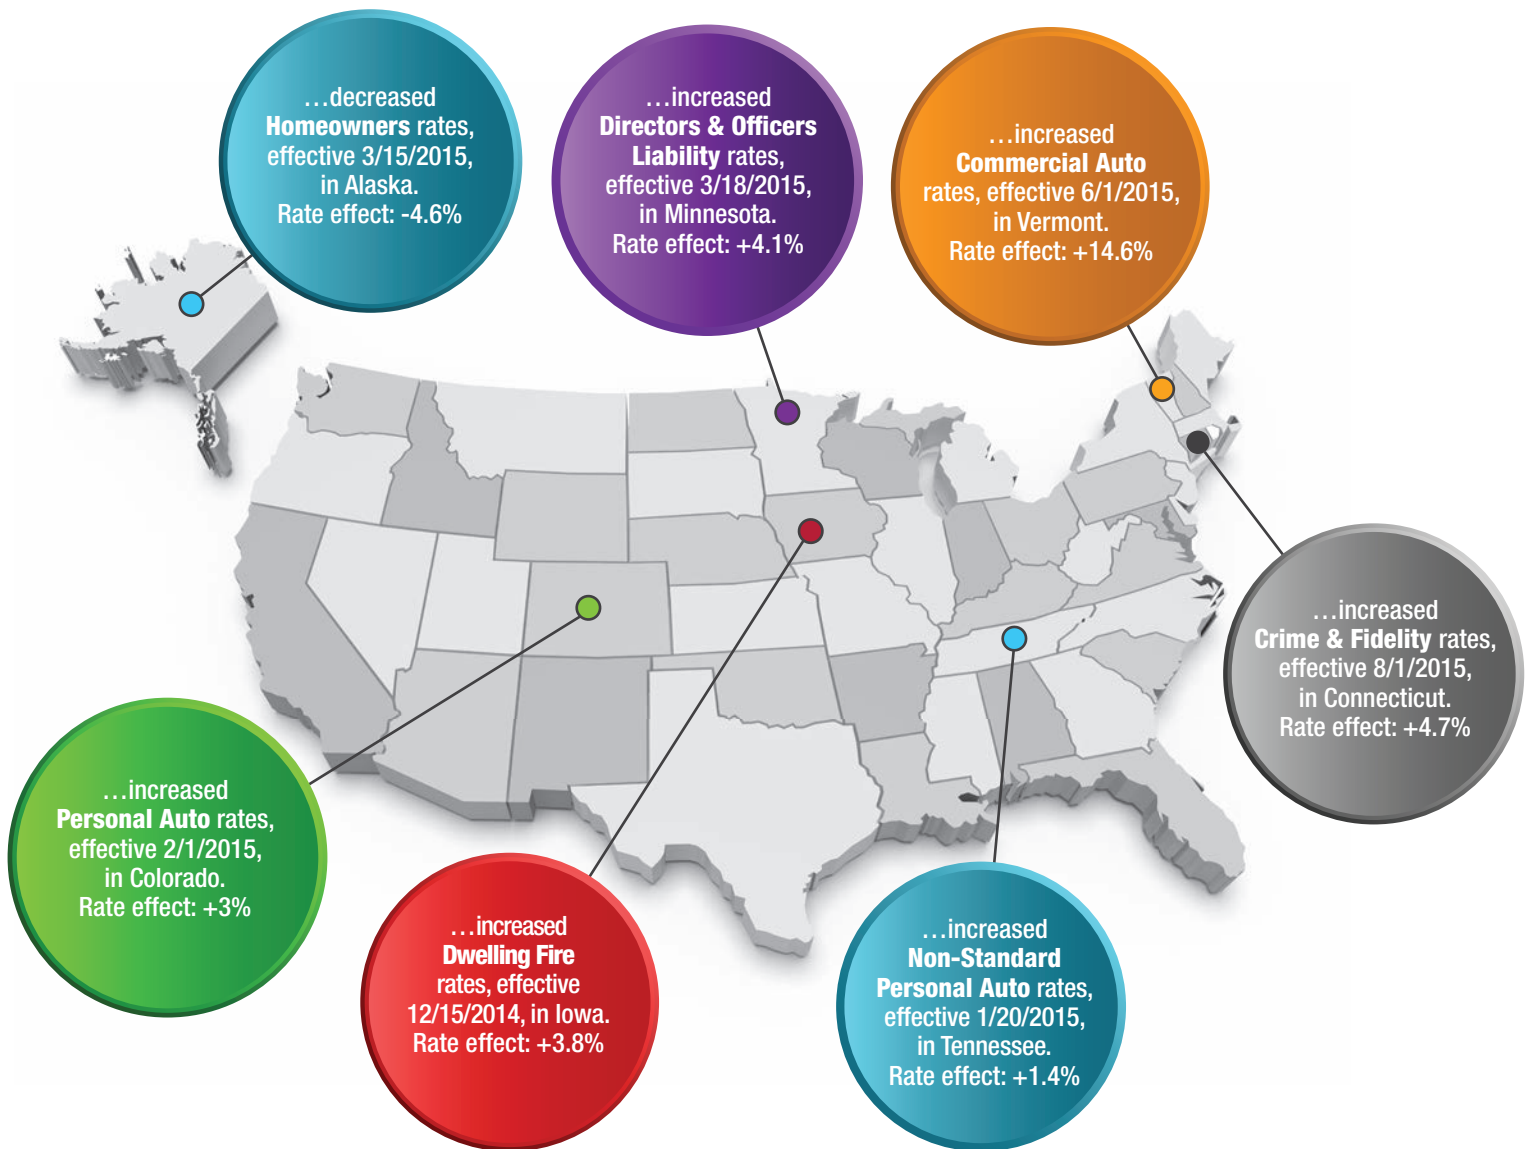 …decreased
Homeowners rates,
effective 3/15/2015,
in Alaska.
Rate effect: -4.6%
…increased
Directors & Officers
Liability rates,
effective 3/18/2015,
in Minnesota.
Rate effect: +4.1%
…increased
Commercial Auto
rates, effective 6/1/2015,
in Vermont.
Rate effect: +14.6%
…increased
Crime & Fidelity rates,
effective 8/1/2015,
in Connecticut.
Rate effect: +4.7%
…increased
Personal Auto rates,
effective 2/1/2015,
in Colorado.
Rate effect: +3%
…increased
Dwelling Fire
rates, effective
12/15/2014, in Iowa.
Rate effect: +3.8%
…increased
Non-Standard
Personal Auto rates,
effective 1/20/2015,
in Tennessee.
Rate effect: +1.4%